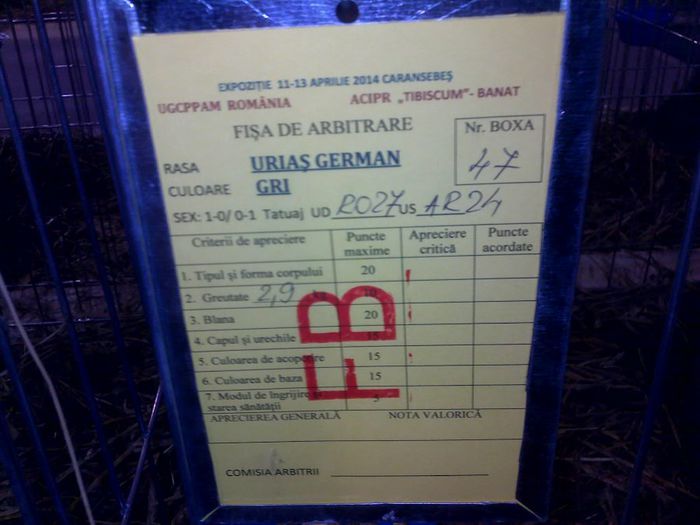 EXPOZIȚIE 11-13 APRILIE 2014 CARANSEBEȘ
UGCPPAM ROMÂNIA ACIPR „TIBISCUM"- BANAT
FIȘA DE ARBITRARE
Nr. BOXA
47
RASA URIAȘ GERMAN
CULOARE GRI
SEX: 1-0/ 0-1 Tatuaj UD RO27 US AR24
Criterii de apreciere Puncte maxime Apreciere critică Puncte acordate
1. Tipul și forma corpului 20
2. Greutate 2,9 kg 10
3. Blana 20
4. Capul și urechile 15
5. Culoarea de acoperire 15
6. Culoarea de baza 15
7. Modul de îngrijire
starea sănătății 5
FB
APRECIEREA GENERALĂ NOTA VALORICĂ
COMISIA ARBITRII